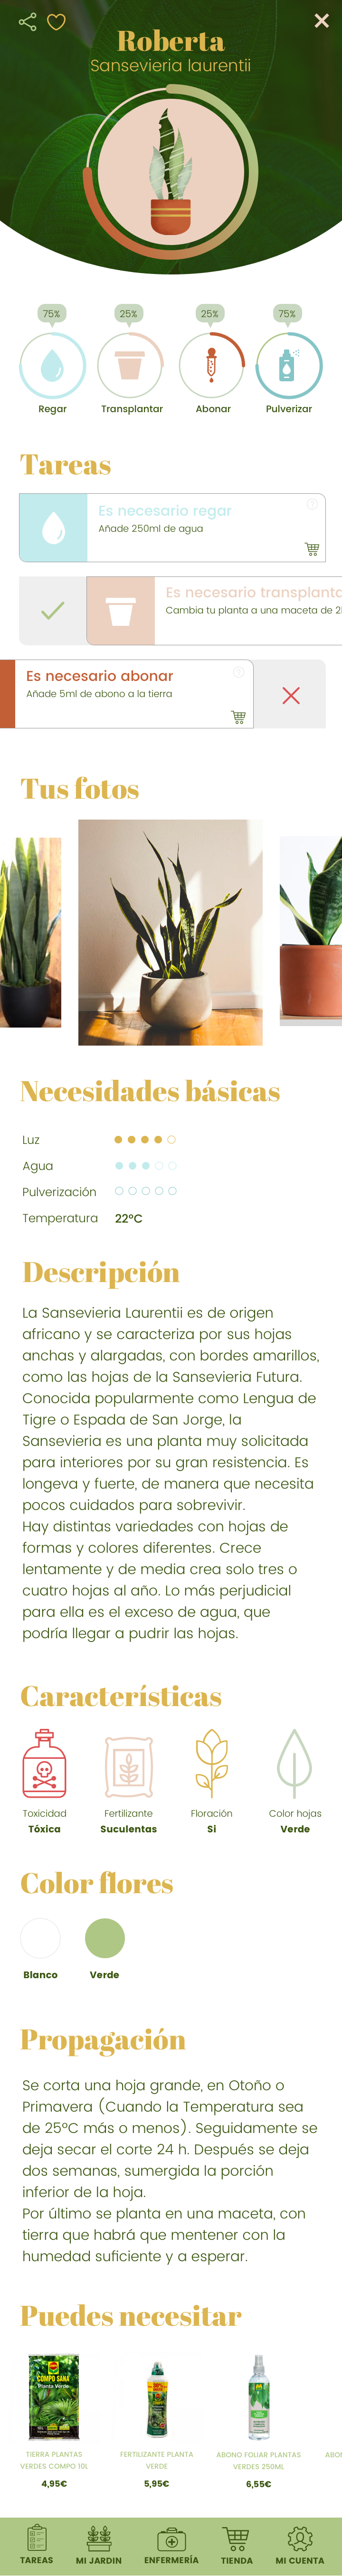 Roberta
Sansevieria laurentii
75%
25%
25%
75%
Regar
Transplantar
Abonar
Pulverizar
Tareas
Es necesario regar
Añade 250ml de agua
Es necesario transplanta
Cambia tu planta a una maceta de 2
Es necesario abonar
Añade 5ml de abono a la tierra
Tus fotos
Necesidades básicas
Luz
Agua
Pulverización
Temperatura 22ºC
Descripción
La Sansevieria Laurentii es de origen
africano y se caracteriza por sus hojas
anchas y alargadas, con bordes amarillos,
como las hojas de la Sansevieria Futura.
Conocida popularmente como Lengua de
Tigre o Espada de San Jorge, la
Sansevieria es una planta muy solicitada
para interiores por su gran resistencia. Es
longeva y fuerte, de manera que necesita
pocos cuidados para sobrevivir.
Hay distintas variedades con hojas de
formas y colores diferentes. Crece
lentamente y de media crea solo tres o
cuatro hojas al año. Lo más perjudicial
para ella es el exceso de agua, que
podría llegar a pudrir las hojas.
Características
Toxicidad
Tóxica
Fertilizante
Suculentas
Floración
Si
Color hojas
Verde
Color flores
Blanco
Verde
Propagación
Se corta una hoja grande, en Otoño o
Primavera (Cuando la Temperatura sea
de 25ºC más o menos). Seguidamente se
deja secar el corte 24 h. Después se deja
dos semanas, sumergida la porción
inferior de la hoja.
Por último se planta en una maceta, con
tierra que habrá que mentener con la
humedad suficiente y a esperar.
Puedes necesitar
COMPO SANA
Planta Verde
TIERRA PLANTAS
VERDES COMPO 10L
4,95€
FERTILIZANTE PLANTA
VERDE
5,95€
ABONO FOLIAR PLANTAS
VERDES 250ML
6,55€
ABO
TAREAS
MI JARDIN
ENFERMERÍA
TIENDA
MI CUENTA